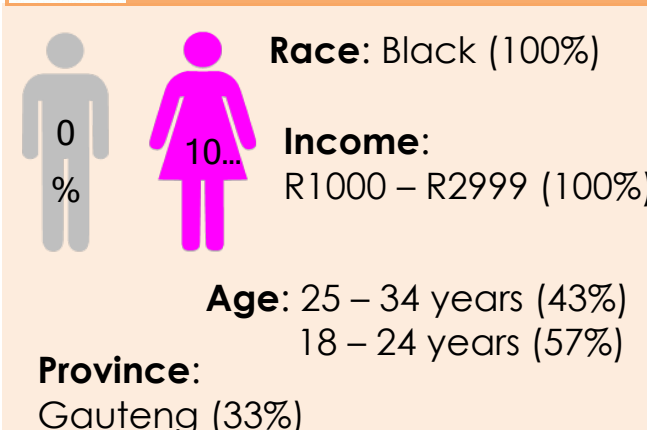 0
%
10...
Race: Black (100%)
Income:
R1000 – R2999 (100%)
Age: 25 – 34 years (43%)
18 – 24 years (57%)
Province:
Gauteng (33%)